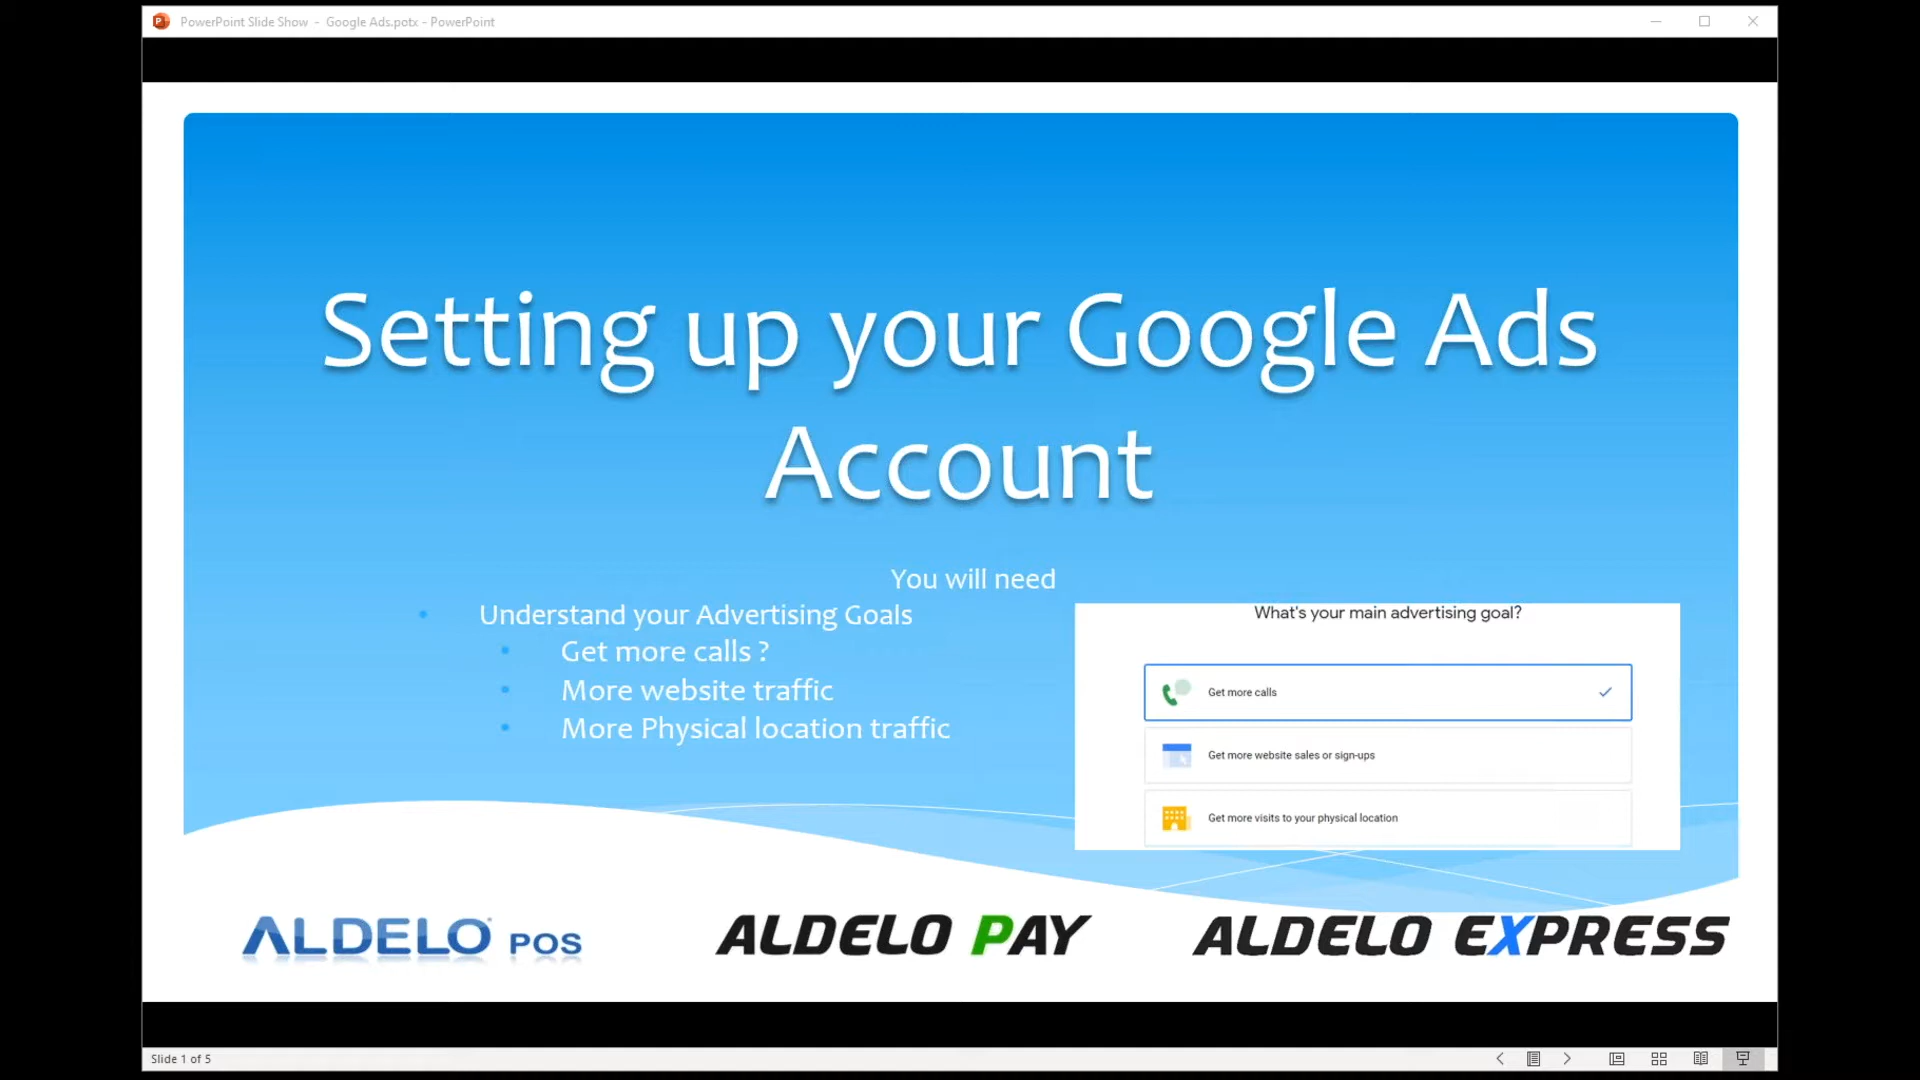 PowerPoint Slide Show - Google Ads.potx - PowerPoint
Setting up your Google Ads
Account
You will need
• Understand your Advertising Goals
• Get more calls ?
• More website traffic
• More Physical location traffic
What's your main advertising goal?
Get more calls
Get more website sales or sign-ups
Get more visits to your physical location
ALDELO POS
ALDELO PAY
ALDELO EXPRESS
Slide 1 of 5